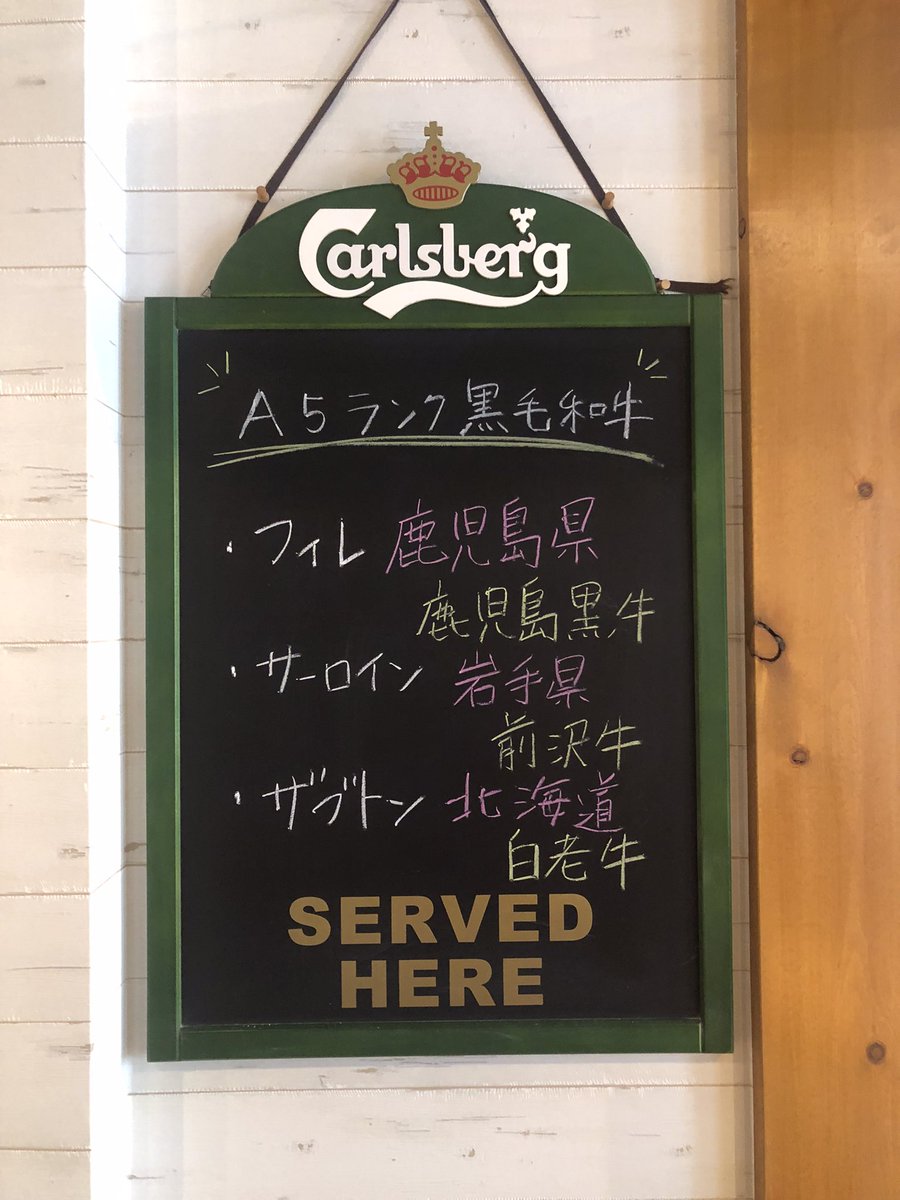 Carlsberg
A5ランク黒毛和牛
・フィレ 鹿児島県
鹿児島黒牛
・サーロイン 岩手県
前沢牛
・ザブトン 北海道
白老牛
SERVED
HERE